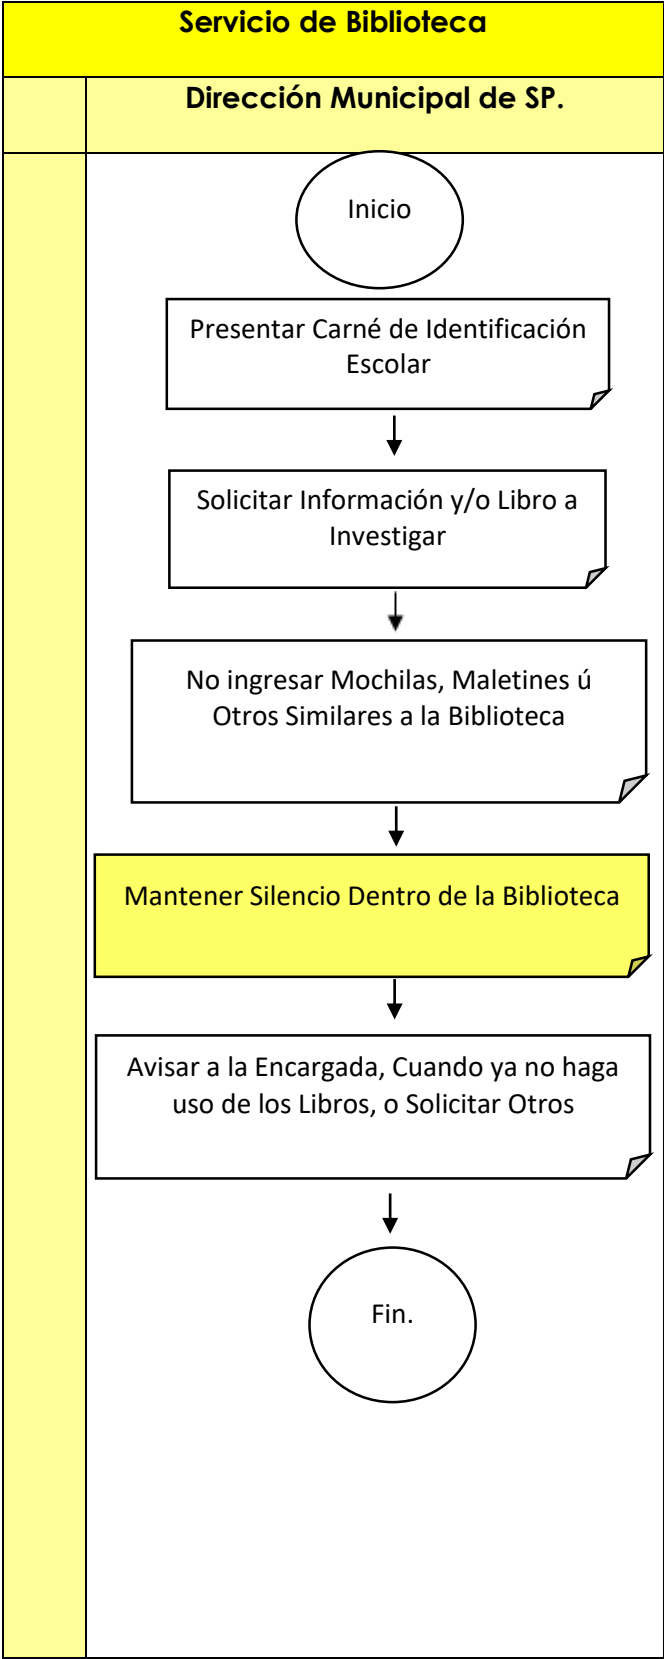 Servicio de Biblioteca
Dirección Municipal de SP.
Inicio
Presentar Carné de Identificación
Escolar
Solicitar Información y/o Libro a
Investigar
No ingresar Mochilas, Maletines ú
Otros Similares a la Biblioteca
Mantener Silencio Dentro de la Biblioteca
Avisar a la Encargada, Cuando ya no haga
uso de los Libros, o Solicitar Otros
Fin.